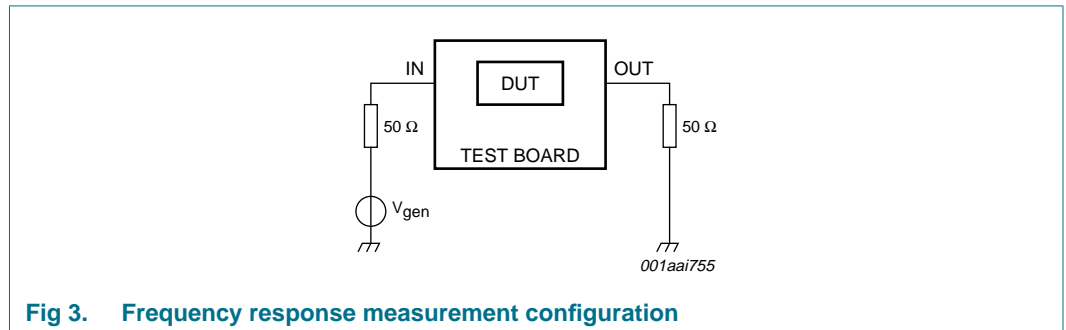 IN
OUT
DUT
50 Ω
50 Ω
TEST BOARD
Vgen
001aai755
Fig 3. Frequency response measurement configuration